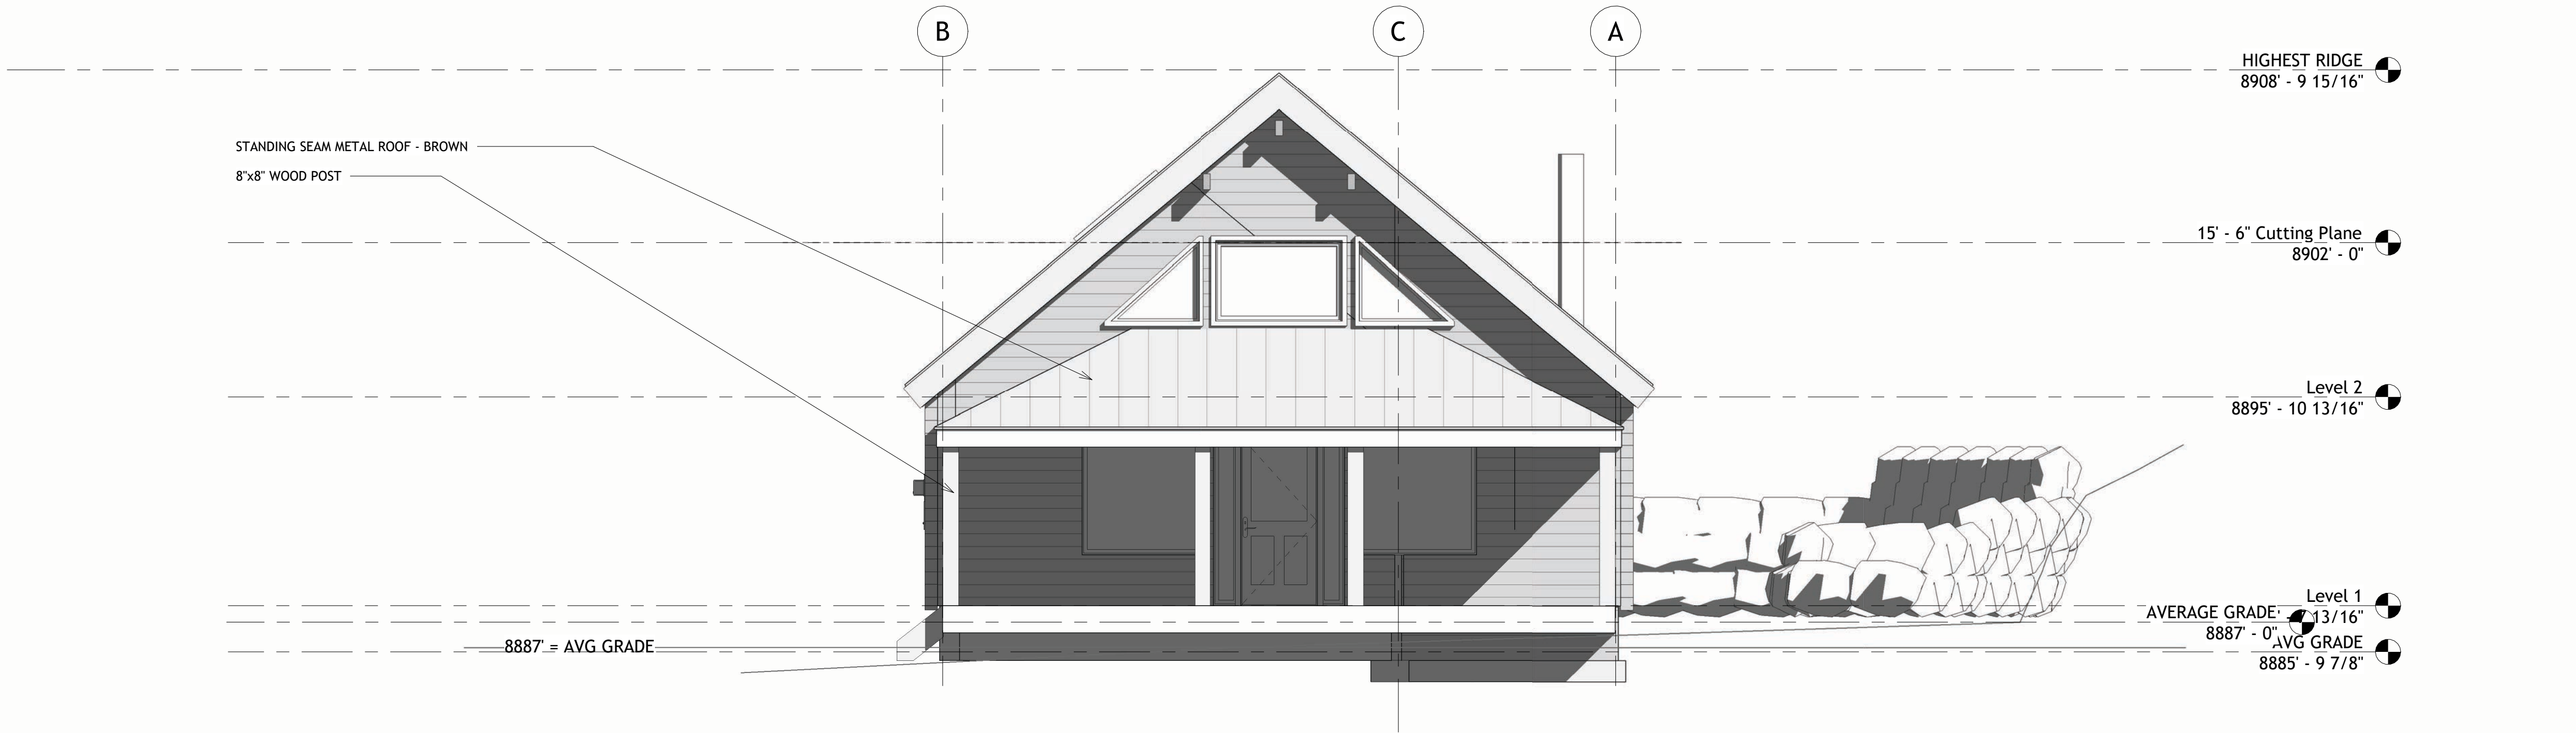 B
C
A
HIGHEST RIDGE
8908' - 9 15/16"
STANDING SEAM METAL ROOF - BROWN
8"x8" WOOD POST
15' - 6" Cutting Plane
8902' - 0"
Level 2
8895' - 10 13/16"
Level 1
13/16"
AVERAGE GRADE
8887' - 0"
8887' = AVG GRADE
AVG GRADE
8885' - 9 7/8"